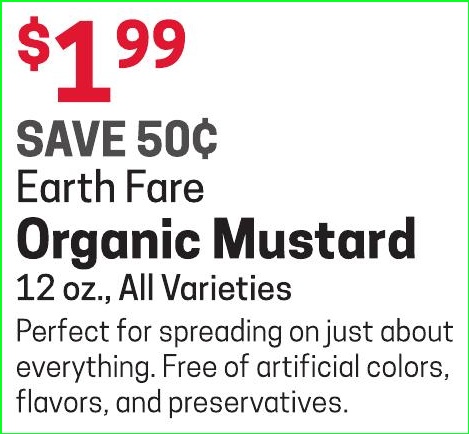 $1.99
SAVE 50¢
Earth Fare
Organic Mustard
12 oz., All Varieties
Perfect for spreading on just about
everything. Free of artificial colors,
flavors, and preservatives.